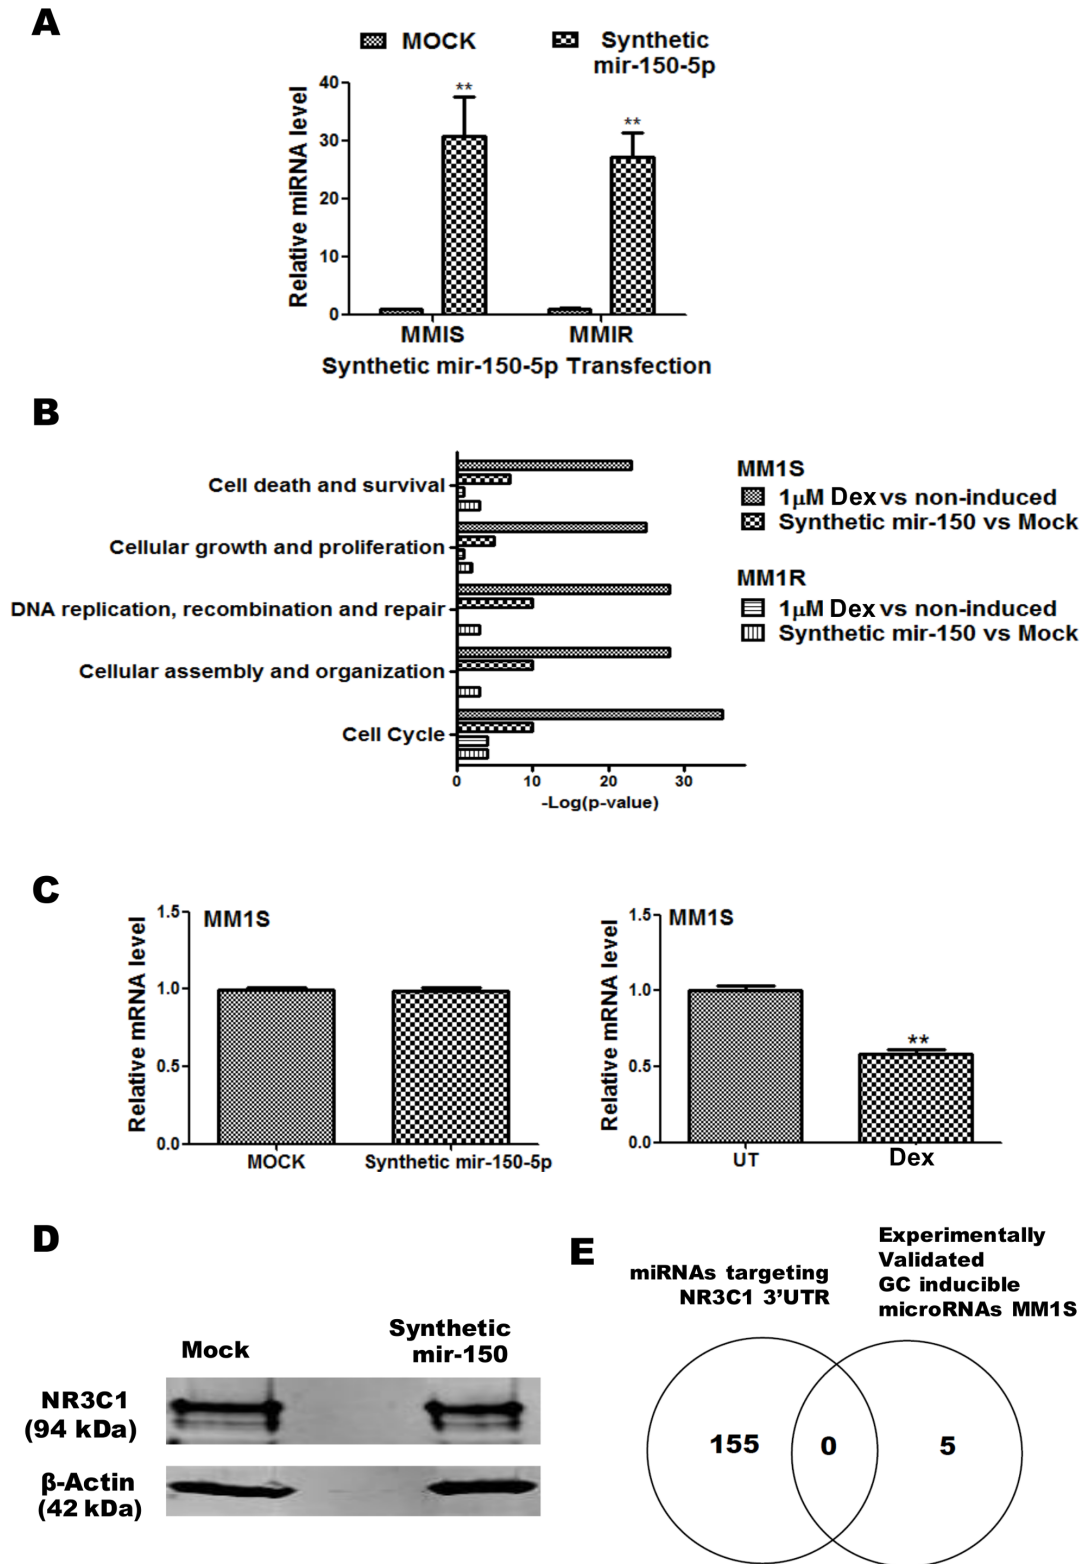 A
MOCK
Synthetic
mir-150-5p
Relative miRNA level
40
30
20
10
0
**
**
MMIS
MMIR
Synthetic mir-150-5p Transfection
B
Cell death and survival
Cellular growth and proliferation
DNA replication, recombination and repair
Cellular assembly and organization
Cell Cycle
0
10
20
30
-Log(p-value)
MM1S
1µM Dex vs non-induced
Synthetic mir-150 vs Mock
MM1R
1µM Dex vs non-induced
Synthetic mir-150 vs Mock
C
Relative mRNA level
1.5
1.0
0.5
0.0
MM1S
MOCK
Synthetic mir-150-5p
Relative mRNA level
1.5
1.0
0.5
0.0
MM1S
**
UT
Dex
D
Mock
Synthetic
mir-150
NR3C1
(94 kDa)
β-Actin
(42 kDa)
E
miRNAs targeting
NR3C1 3’UTR
Experimentally
Validated
GC inducible
microRNAs MM1S
155
0
5